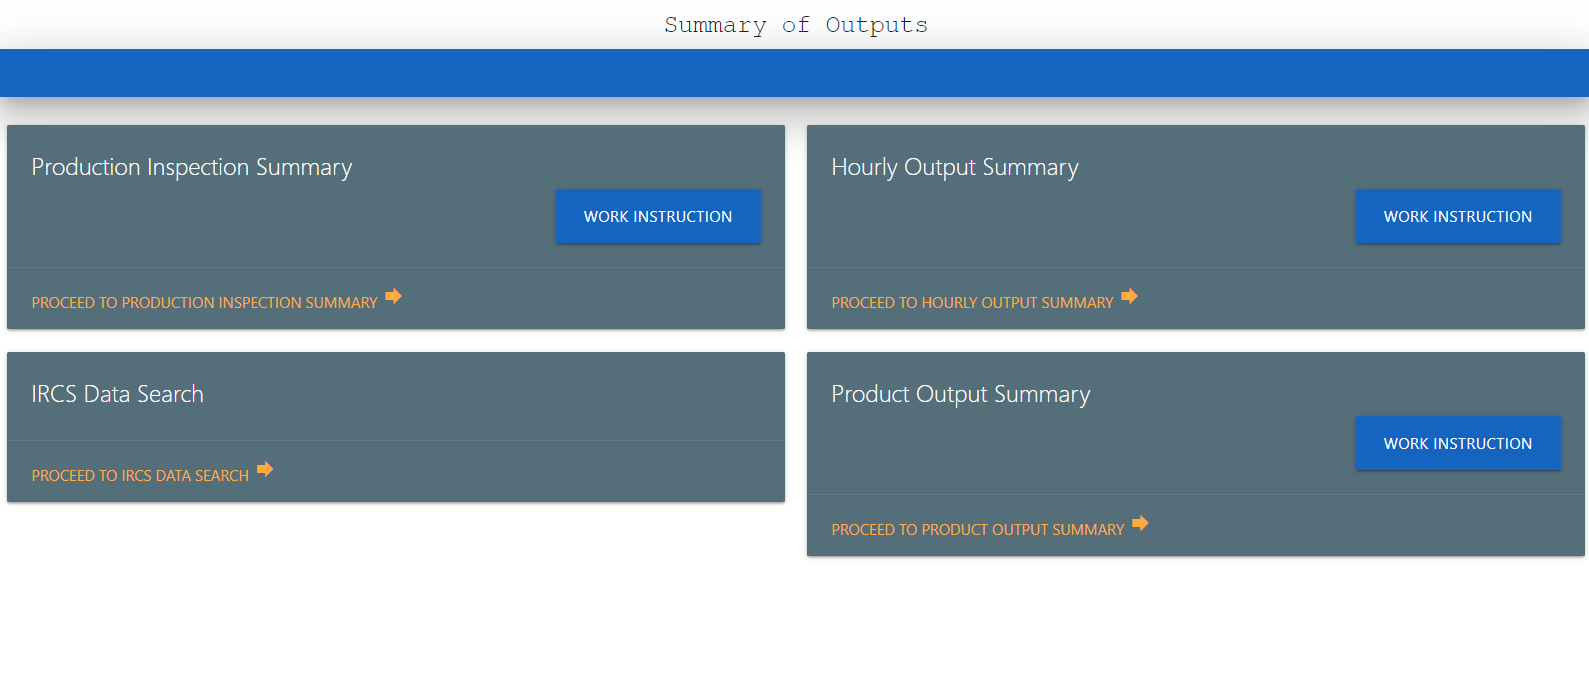 Summary of Outputs
Production Inspection Summary
WORK INSTRUCTION
PROCEED TO PRODUCTION INSPECTION SUMMARY
Hourly Output Summary
WORK INSTRUCTION
PROCEED TO HOURLY OUTPUT SUMMARY
IRCS Data Search
PROCEED TO IRCS DATA SEARCH
Product Output Summary
WORK INSTRUCTION
PROCEED TO PRODUCT OUTPUT SUMMARY